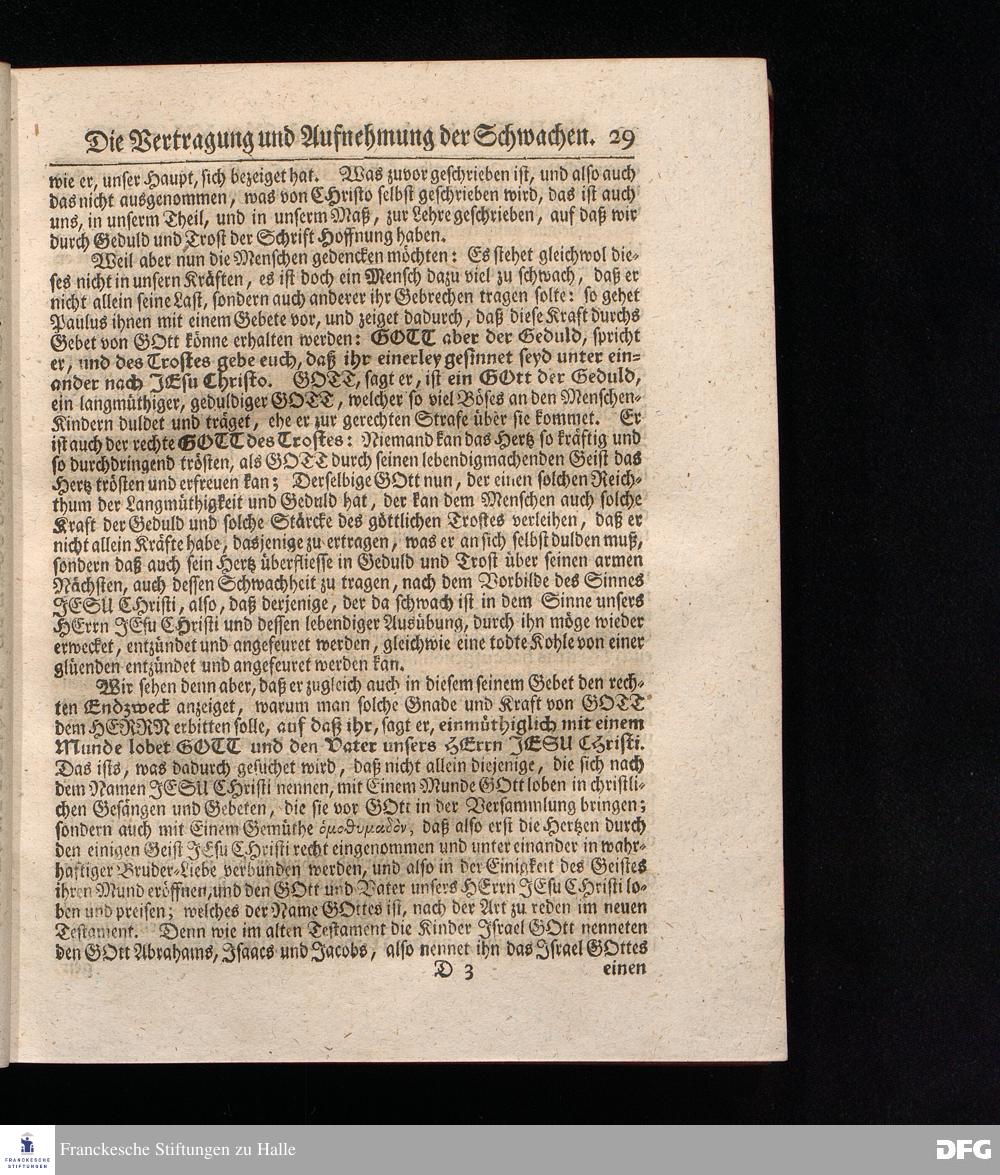 Die Vertragung und Aufnehmung der Schwachen. 29
wie er, unser Haupt, sich bezeiget hat. Was zuvor geschrieben ist, und also auch
das nicht ausgenommen, was von CHristo selbst geschrieben wird, das ist auch
uns, in unserm Theil, und in unserm Maß, zur Lehre geschrieben, auf daß wir
durch Geduld und Trost der Schrift Hoffnung haben.
Weil aber nun die Menschen gedencken möchten: Es stehet gleichwol die-
ses nicht in unsern Kräften, es ist doch ein Mensch dazu viel zu schwach, daß er
nicht allein seine Last, sondern auch anderer ihr Gebrechen tragen solte: so gehet
Paulus ihnen mit einem Gebete vor, und zeiget dadurch, daß diese Kraft durchs
Gebet von GOtt könne erhalten werden: GOTT aber der Geduld, spricht
er, und des Trostes gebe euch, daß ihr einerley gesinnet seyd unter ein-
ander nach JEsu Christo. GOTT, sagt er, ist ein GOtt der Geduld,
ein langmüthiger, geduldiger GOTT, welcher so viel Böses an den Menschen-
Kindern duldet und träget, ehe er zur gerechten Strafe über sie kommet. Er
ist auch der rechte GOTT des Trostes: Niemand kan das Hertz so kräftig und
so durchdringend trösten, als GOTT durch seinen lebendigmachenden Geist das
Hertz trösten und erfreuen kan; Derselbige GOtt nun, der einen solchen Reich-
thum der Langmüthigkeit und Geduld hat, der kan dem Menschen auch solche
Kraft der Geduld und solche Stärcke des göttlichen Trostes verleihen, daß er
nicht allein Kräfte habe, dasjenige zu ertragen, was er an sich selbst dulden muß,
sondern daß auch sein Hertz überfliesse in Geduld und Trost über seinen armen
Nächsten, auch dessen Schwachheit zu tragen, nach dem Vorbilde des Sinnes
JESU CHristi, also, daß derjenige, der da schwach ist in dem Sinne unsers
HErrn JEsu CHristi und dessen lebendiger Ausübung, durch ihn möge wieder
erwecket, entzündet und angefeuret werden, gleichwie eine todte Kohle von einer
glüenden entzündet und angefeuret werden kan.
Wir sehen denn aber, daß er zugleich auch in diesem seinem Gebet den rech-
ten Endzweck anzeiget, warum man solche Gnade und Kraft von GOTT
dem HERRN erbitten solle, auf daß ihr, sagt er, einmüthiglich mit einem
Munde lobet GOTT und den Vater unsers HErrn JESU CHristi.
Das ists, was dadurch gesuchet wird, daß nicht allein diejenige, die sich nach
dem Namen JESU CHristi nennen, mit Einem Munde GOtt loben in christli-
chen Gesängen und Gebeten, die sie vor GOtt in der Versammlung bringen;
sondern auch mit Einem Gemüthe ὁμοθυμαδὸν, daß also erst die Hertzen durch
den einigen Geist JEsu CHristi recht eingenommen und unter einander in wahr-
haftiger Bruder-Liebe verbunden werden, und also in der Einigkeit des Geistes
ihren Mund eröffnen, und den GOtt und Vater unsers HErrn JEsu CHristi lo-
ben und preisen; welches der Name GOttes ist, nach der Art zu reden im neuen
Testament. Denn wie im alten Testament die Kinder Israel GOtt nenneten
den GOtt Abrahams, Isaacs und Jacobs, also nennet ihn das Israel GOttes
D 3 einen
FRANCKESCHE
STIFTUNGEN
Franckesche Stiftungen zu Halle
DFG